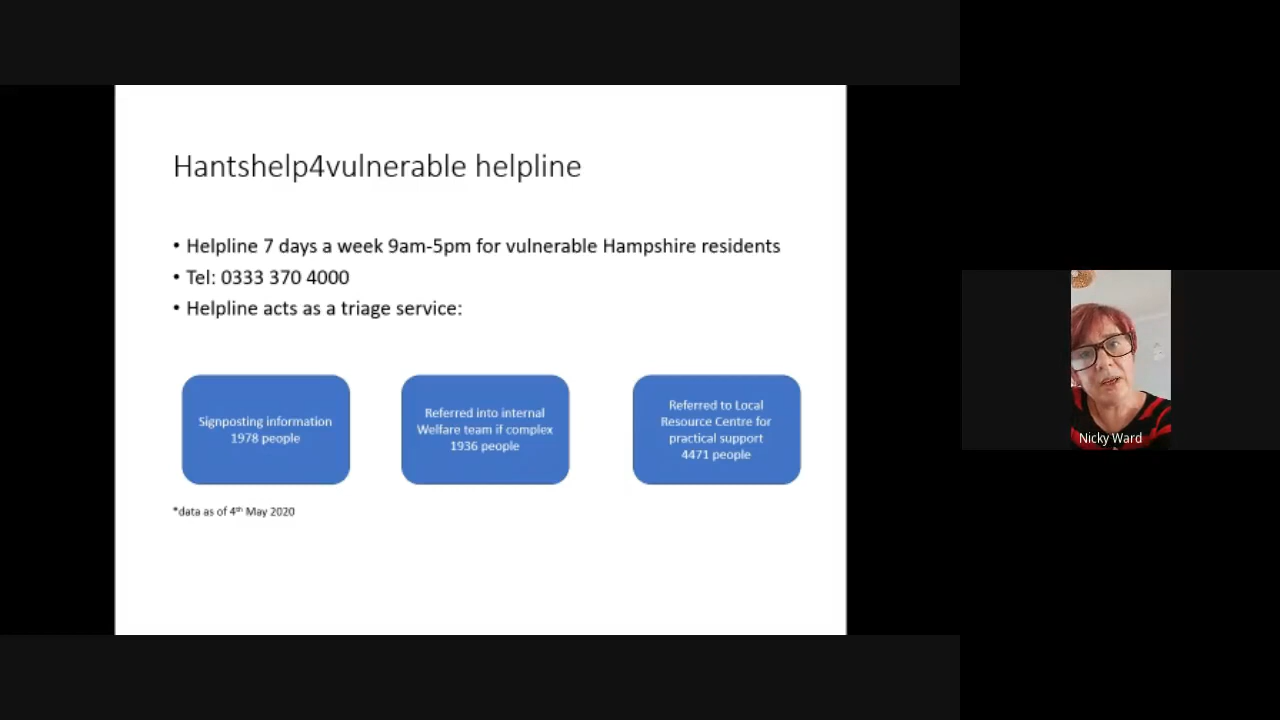 Hantshelp4vulnerable helpline
• Helpline 7 days a week 9am-5pm for vulnerable Hampshire residents
• Tel: 0333 370 4000
• Helpline acts as a triage service:
Signposting information
1978 people
Referred into internal
Welfare team if complex
1936 people
Referred to Local
Resource Centre for
practical support
4471 people
*data as of 4th May 2020
Nicky Ward